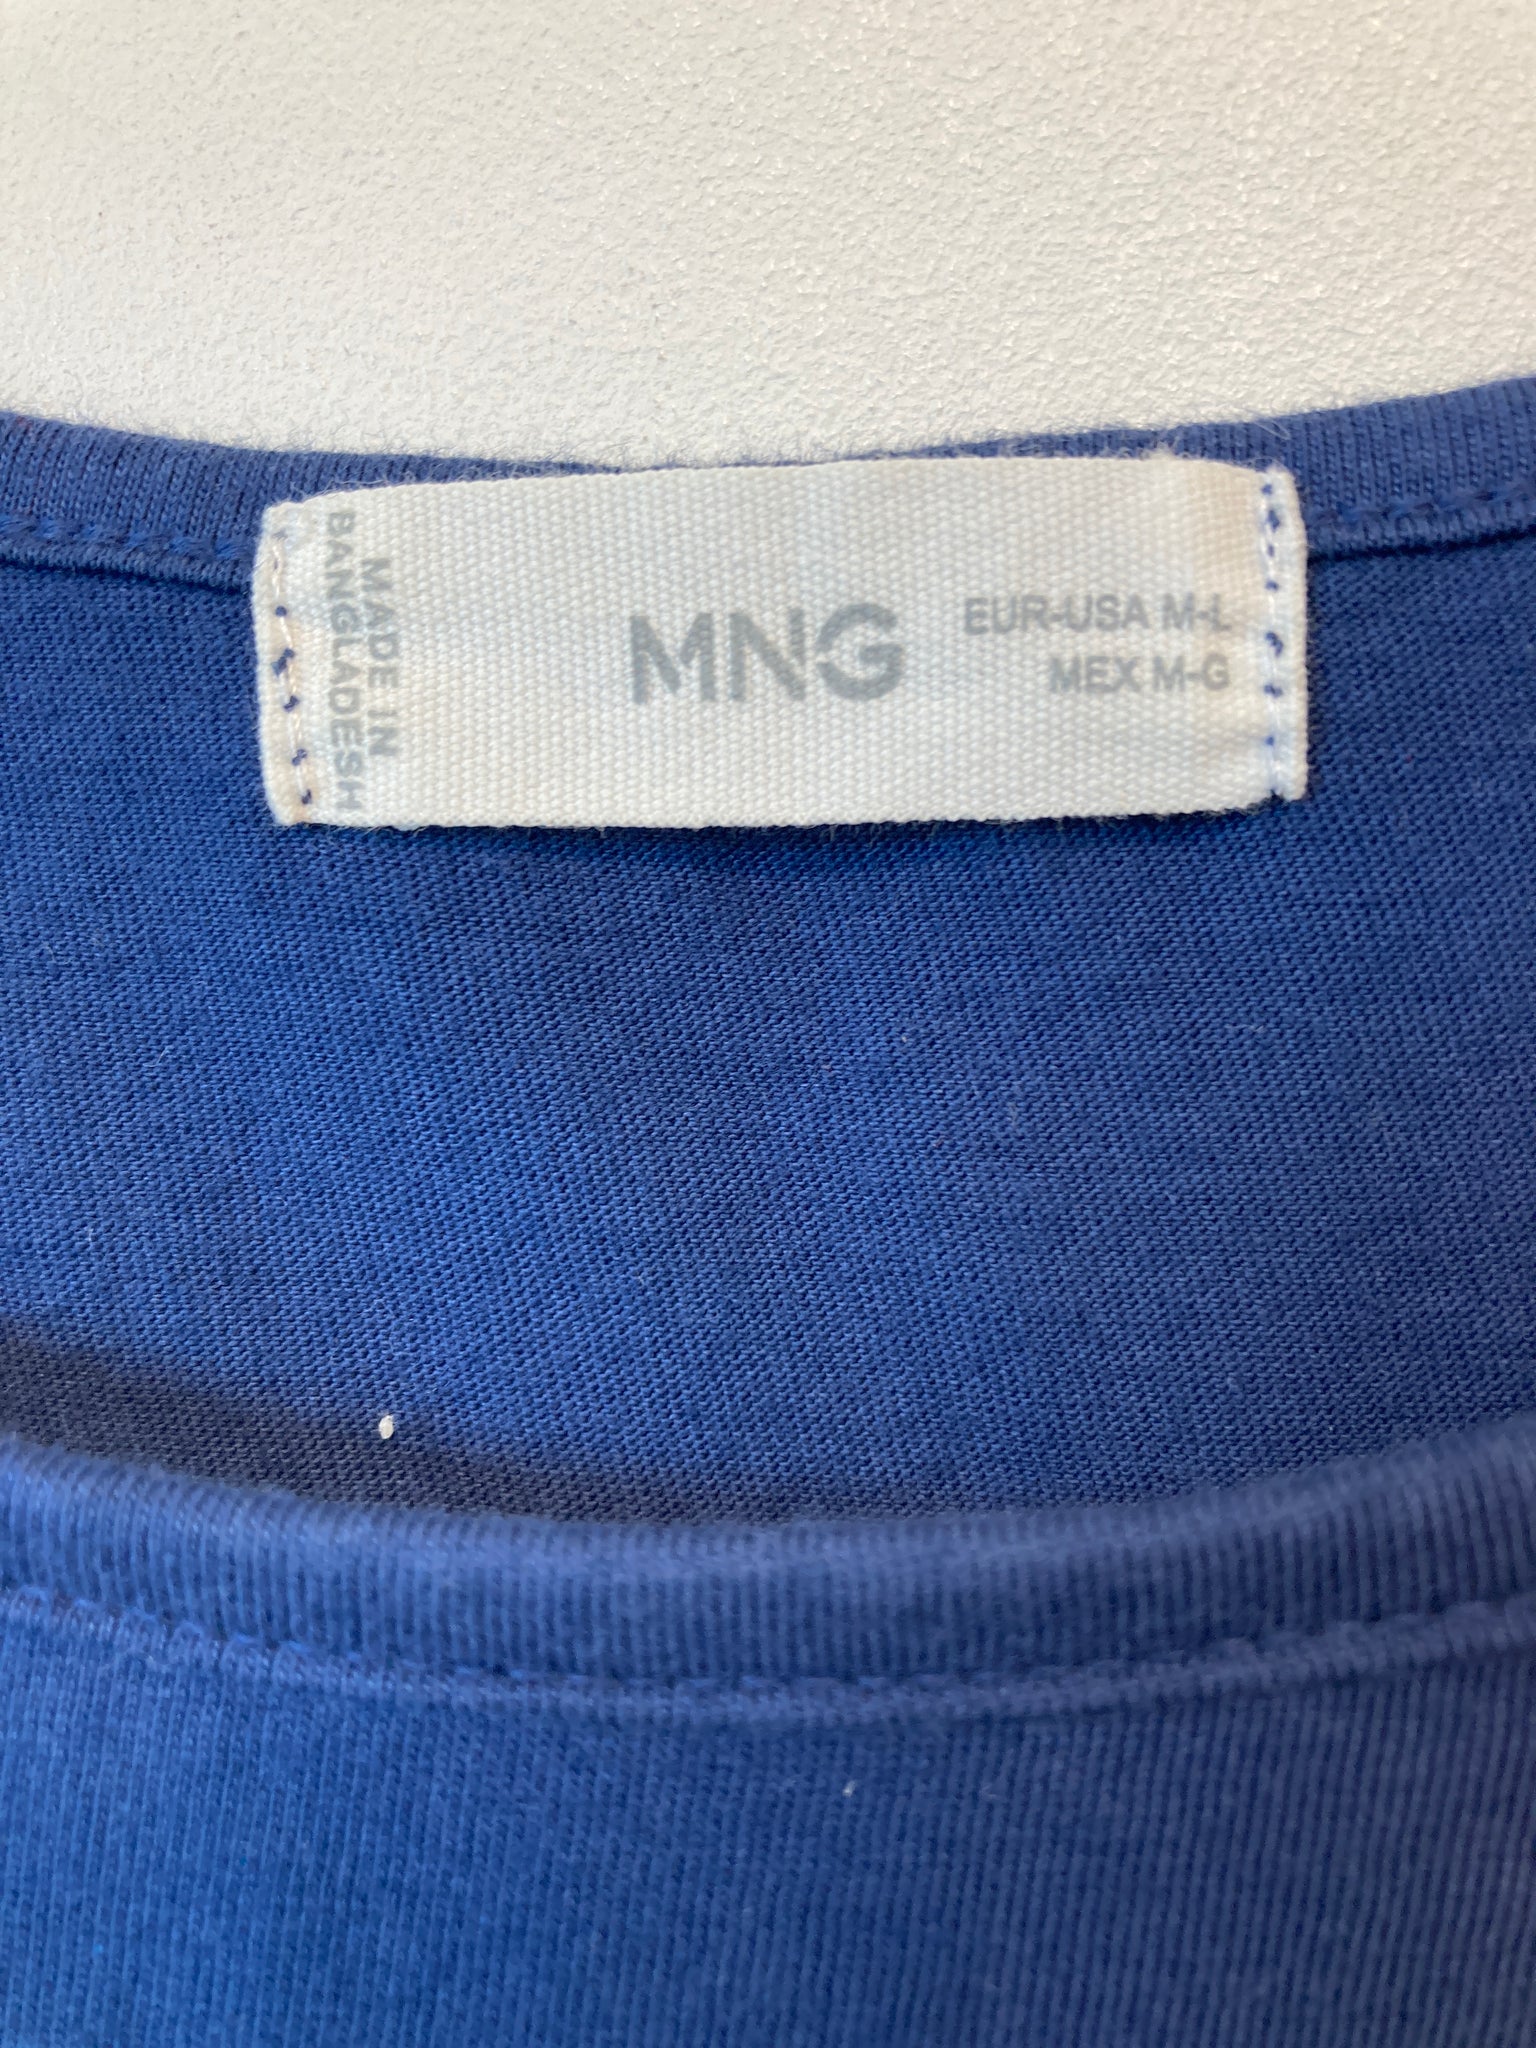 MADE IN
BANGLADESH
MNG
EUR-USA M-L
MEX M-G